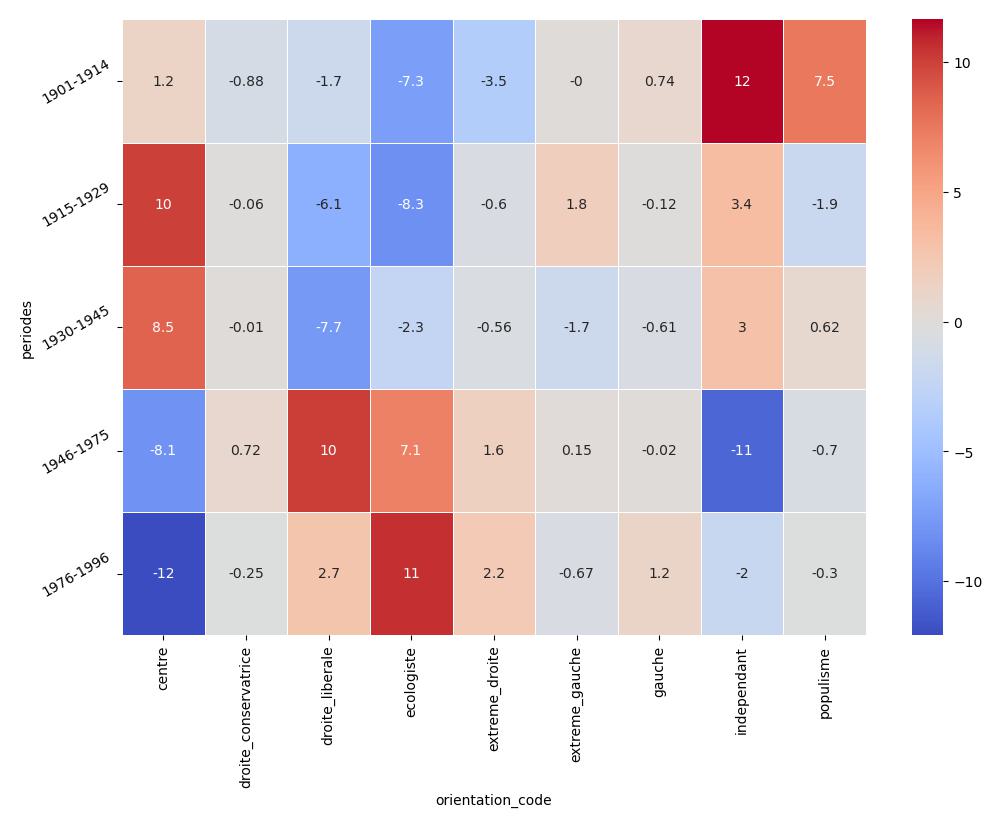 periodes
1901-1914 1.2 -0.88 -1.7 -7.3 -3.5 -0 0.74 12 7.5
1915-1929 10 -0.06 -6.1 -8.3 -0.6 1.8 -0.12 3.4 -1.9
1930-1945 8.5 -0.01 -7.7 -2.3 -0.56 -1.7 -0.61 3 0.62
1946-1975 -8.1 0.72 10 7.1 1.6 0.15 -0.02 -11 -0.7
1976-1996 -12 -0.25 2.7 11 2.2 -0.67 1.2 -2 -0.3
centre
droite_conservatrice
droite_liberale
ecologiste
extreme_droite
extreme_gauche
gauche
independant
populisme
orientation_code
10
5
0
−5
−10